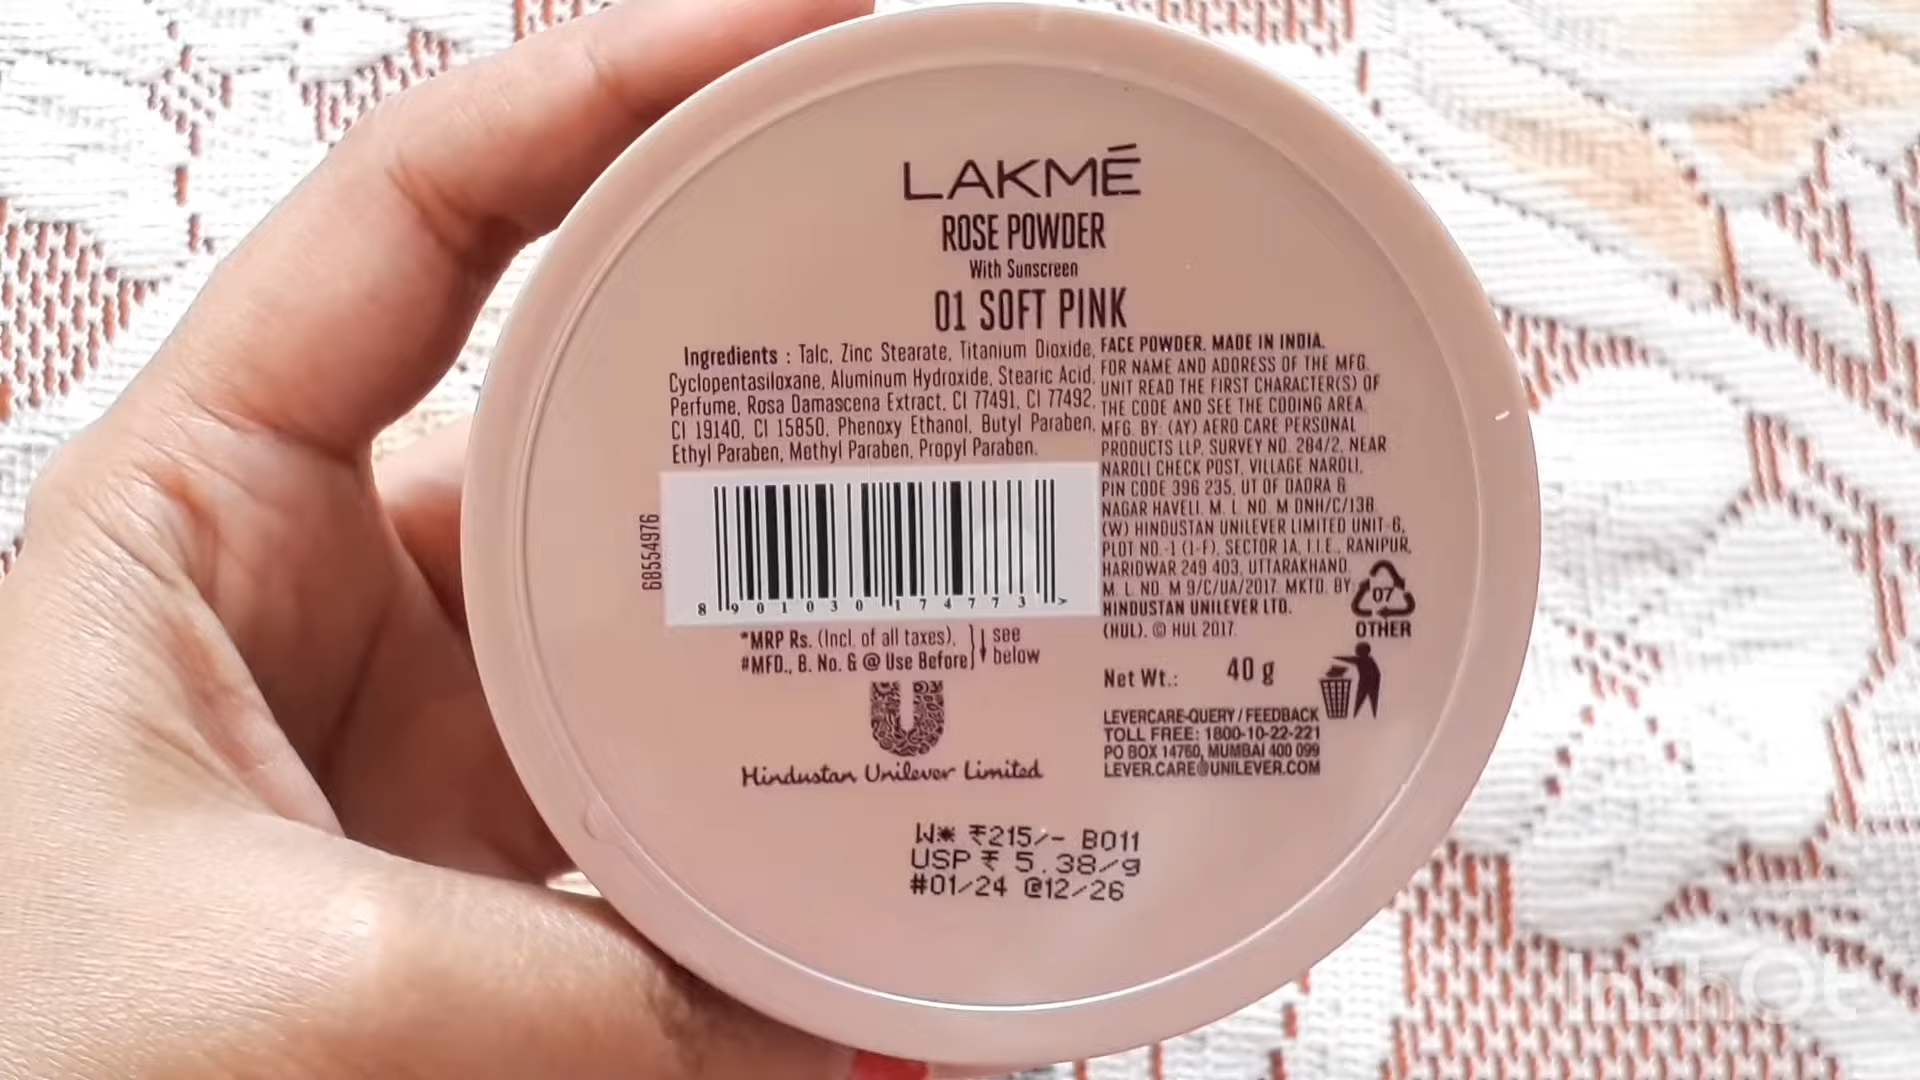 LAKMÉ
ROSE POWDER
With Sunscreen
01 SOFT PINK
Ingredients : Talc, Zinc Stearate, Titanium Dioxide,
Cyclopentasiloxane, Aluminum Hydroxide, Stearic Acid,
Perfume, Rosa Damascena Extract, CI 77491, CI 77492,
CI 19140, CI 15850, Phenoxy Ethanol, Butyl Paraben,
Ethyl Paraben, Methyl Paraben, Propyl Paraben.
68554976
8 901030 174773 >
*MRP Rs. (Incl. of all taxes),
#MFD., B. No. & @ Use Before
see
below
Hindustan Unilever Limited
FACE POWDER. MADE IN INDIA.
FOR NAME AND ADDRESS OF THE MFG.
UNIT READ THE FIRST CHARACTER(S) OF
THE CODE AND SEE THE CODING AREA.
MFG. BY: (AY) AERO CARE PERSONAL
PRODUCTS LLP, SURVEY NO. 284/2, NEAR
NAROLI CHECK POST, VILLAGE NAROLI,
PIN CODE 396 235, UT OF DADRA &
NAGAR HAVELI. M. L. NO. M DNH/C/138.
(W) HINDUSTAN UNILEVER LIMITED UNIT-6,
PLOT NO.-1 (1-F), SECTOR 1A, I.I.E., RANIPUR,
HARIDWAR 249 403, UTTARAKHAND.
M. L. NO. M 9/C/UA/2017. MKTD. BY:
HINDUSTAN UNILEVER LTD.
(HUL). © HUL 2017.
07
OTHER
Net Wt.: 40 g
LEVERCARE-QUERY / FEEDBACK
TOLL FREE: 1800-10-22-221
PO BOX 14760, MUMBAI 400 099
LEVER.CARE@UNILEVER.COM
W* ₹215/- B011
USP ₹ 5.38/g
#01/24 @12/26
InShOt